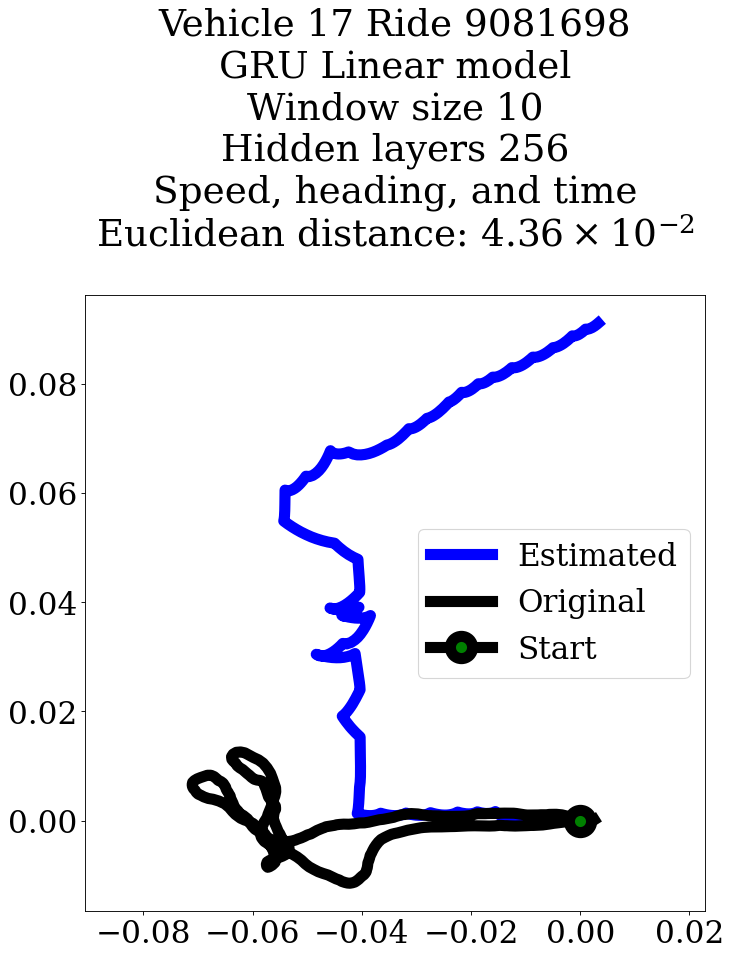 Vehicle 17 Ride 9081698
GRU Linear model
Window size 10
Hidden layers 256
Speed, heading, and time
Euclidean distance: 4.36 × 10⁻²
0.08
0.06
0.04
0.02
0.00
Estimated
Original
Start
−0.08 −0.06 −0.04 −0.02 0.00 0.02